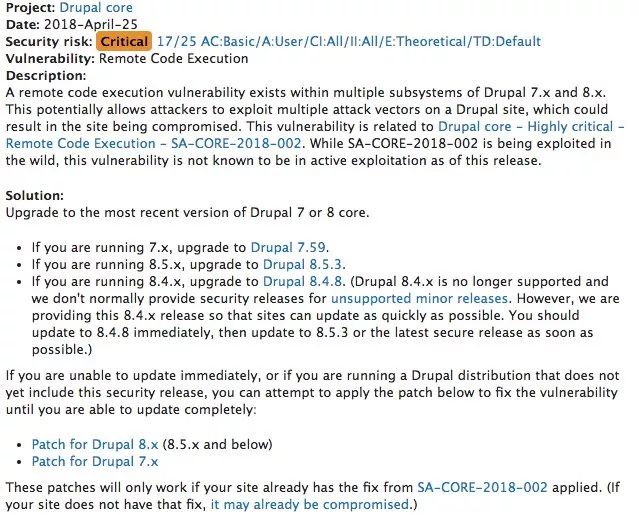 Project: Drupal core
Date: 2018-April-25
Security risk: Critical 17/25 AC:Basic/A:User/CI:All/II:All/E:Theoretical/TD:Default
Vulnerability: Remote Code Execution
Description:
A remote code execution vulnerability exists within multiple subsystems of Drupal 7.x and 8.x.
This potentially allows attackers to exploit multiple attack vectors on a Drupal site, which could
result in the site being compromised. This vulnerability is related to Drupal core - Highly critical -
Remote Code Execution - SA-CORE-2018-002. While SA-CORE-2018-002 is being exploited in
the wild, this vulnerability is not known to be in active exploitation as of this release.
Solution:
Upgrade to the most recent version of Drupal 7 or 8 core.
• If you are running 7.x, upgrade to Drupal 7.59.
• If you are running 8.5.x, upgrade to Drupal 8.5.3.
• If you are running 8.4.x, upgrade to Drupal 8.4.8. (Drupal 8.4.x is no longer supported and
we don't normally provide security releases for unsupported minor releases. However, we are
providing this 8.4.x release so that sites can update as quickly as possible. You should
update to 8.4.8 immediately, then update to 8.5.3 or the latest secure release as soon as
possible.)
If you are unable to update immediately, or if you are running a Drupal distribution that does not
yet include this security release, you can attempt to apply the patch below to fix the vulnerability
until you are able to update completely:
• Patch for Drupal 8.x (8.5.x and below)
• Patch for Drupal 7.x
These patches will only work if your site already has the fix from SA-CORE-2018-002 applied. (If
your site does not have that fix, it may already be compromised.)